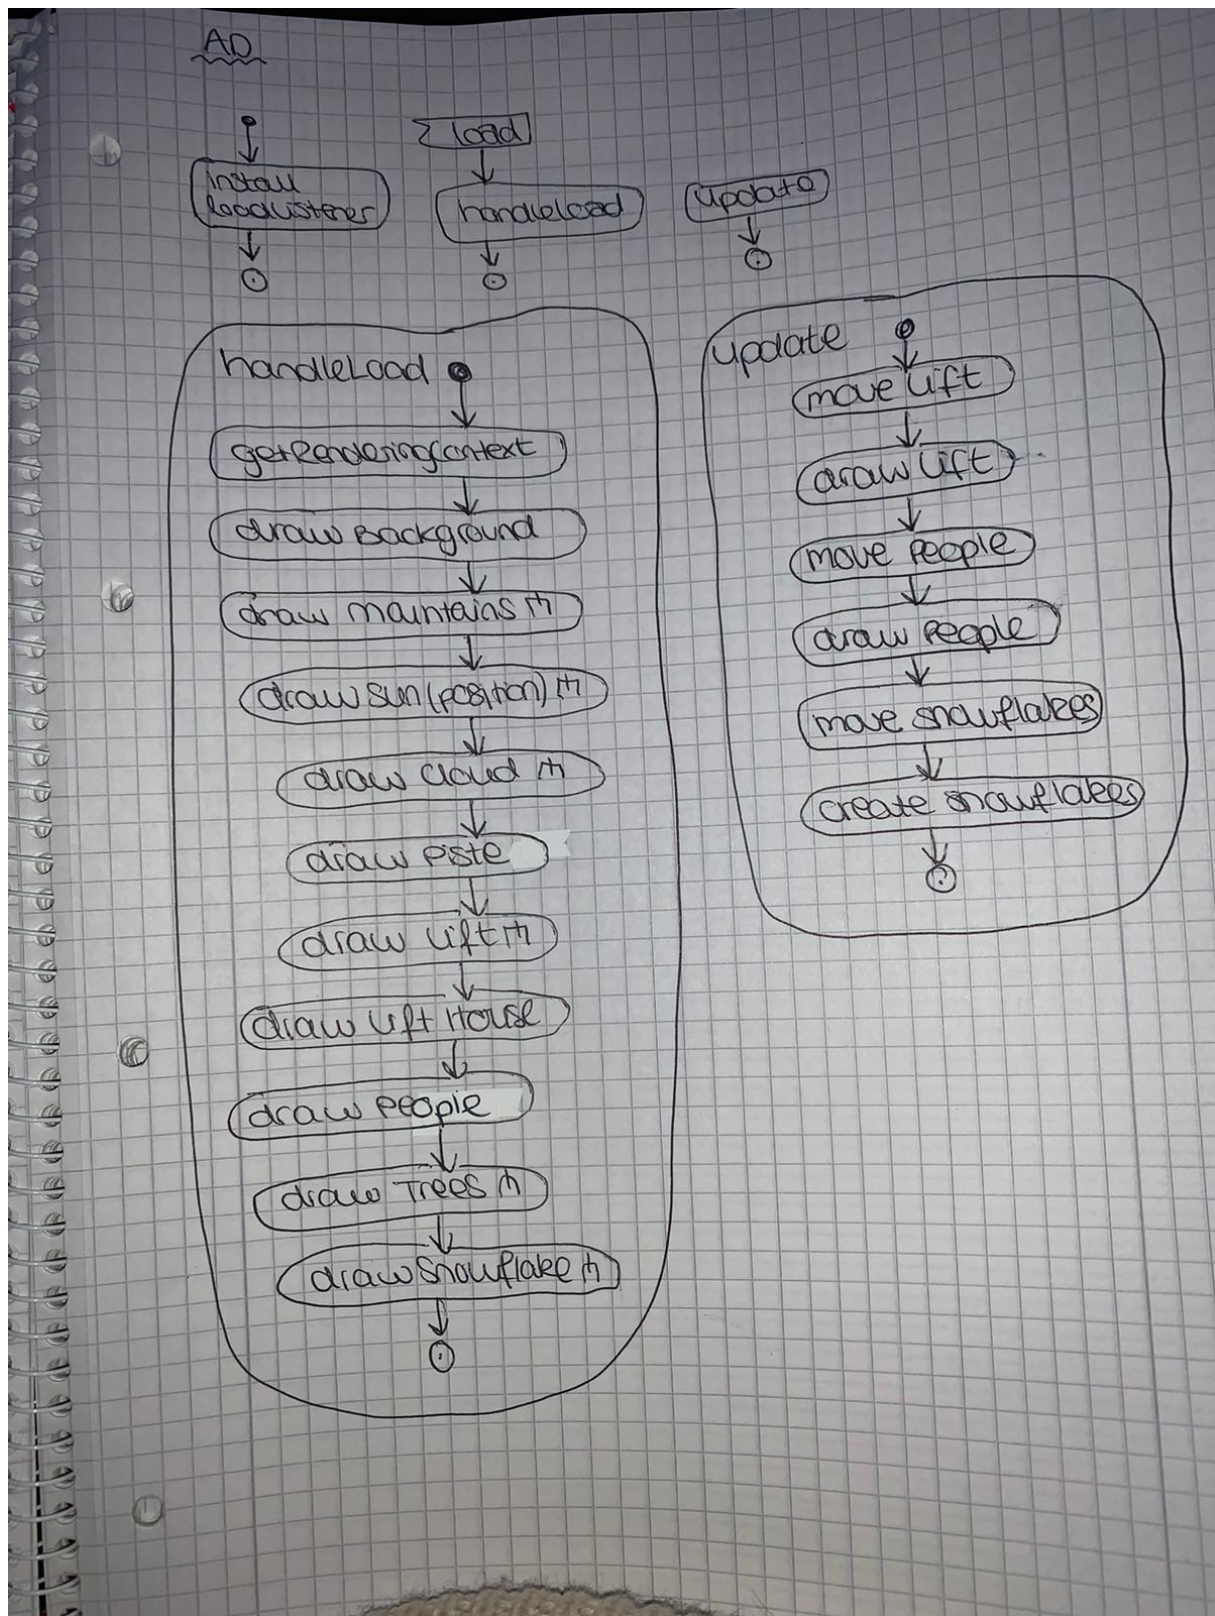 AD
install
loadlistener
load
handleload
update
handleLoad
getRenderingContext
draw Background
draw mauntains
draw sun (position)
draw cloud
draw Piste
draw Lift
draw Lift House
draw People
draw Trees
draw snowflake
update
move Lift
draw Lift
move People
draw People
move snowflakes
create snowflakes